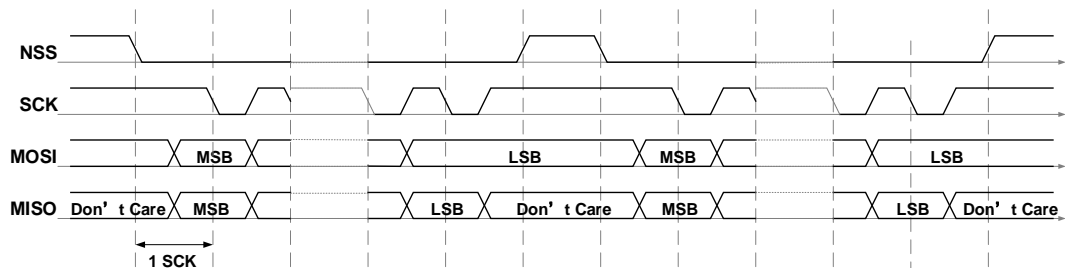 NSS
SCK
MOSI MSB LSB MSB LSB
MISO Don't Care MSB LSB Don't Care MSB LSB Don't Care
1 SCK